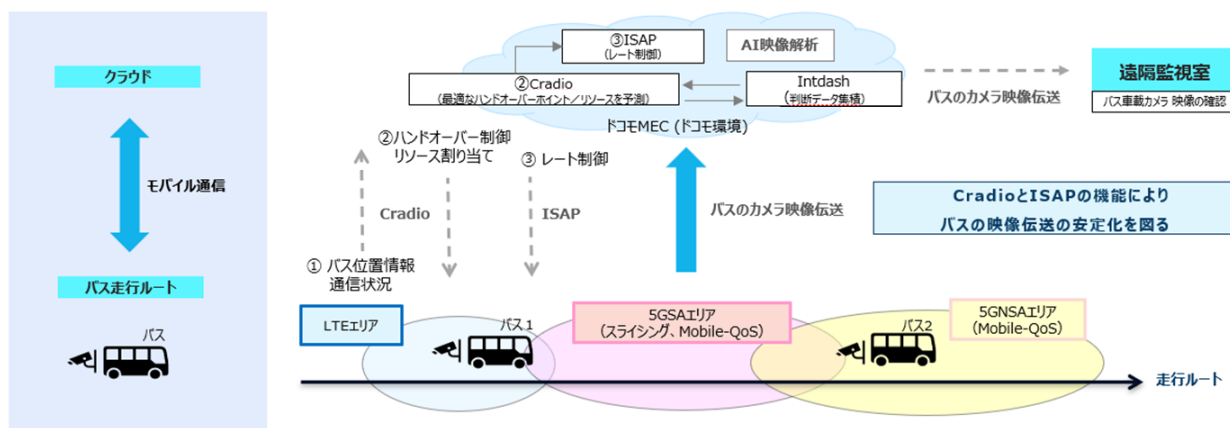 クラウド
モバイル通信
バス走行ルート
バス
③ISAP
(レート制御)
AI映像解析
②Cradio
(最適なハンドオーバーポイント／リソースを予測)
Intdash
(判断データ集積)
ドコモMEC (ドコモ環境)
バスのカメラ映像伝送
遠隔監視室
バス車載カメラ 映像の確認
②ハンドオーバー制御
リソース割り当て
③ レート制御
Cradio
ISAP
バスのカメラ映像伝送
CradioとISAPの機能により
バスの映像伝送の安定化を図る
① バス位置情報
通信状況
LTEエリア
バス１
5GSAエリア
(スライシング、Mobile-QoS)
バス2
5GNSAエリア
(Mobile-QoS)
走行ルート